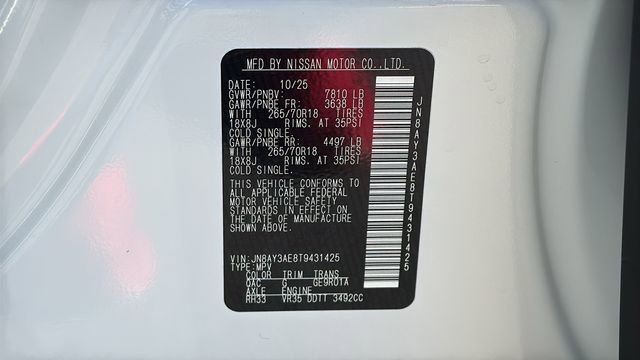 MFD BY NISSAN MOTOR CO.,LTD.
DATE: 10/25
GVWR/PNBV: 7810 LB
GAWR/PNBE FR: 3638 LB
WITH 265/70R18 TIRES
18X8J RIMS. AT 35PSI
COLD SINGLE.
GAWR/PNBE RR: 4497 LB
WITH 265/70R18 TIRES
18X8J RIMS. AT 35PSI
COLD SINGLE.
THIS VEHICLE CONFORMS TO
ALL APPLICABLE FEDERAL
MOTOR VEHICLE SAFETY
STANDARDS IN EFFECT ON
THE DATE OF MANUFACTURE
SHOWN ABOVE.
VIN: JN8AY3AE8T9431425
TYPE: MPV
COLOR TRIM TRANS
QAC G GE9R01A
AXLE ENGINE
RH33 VR35 DDTT 3492CC
JN8AY3AE8T9431425